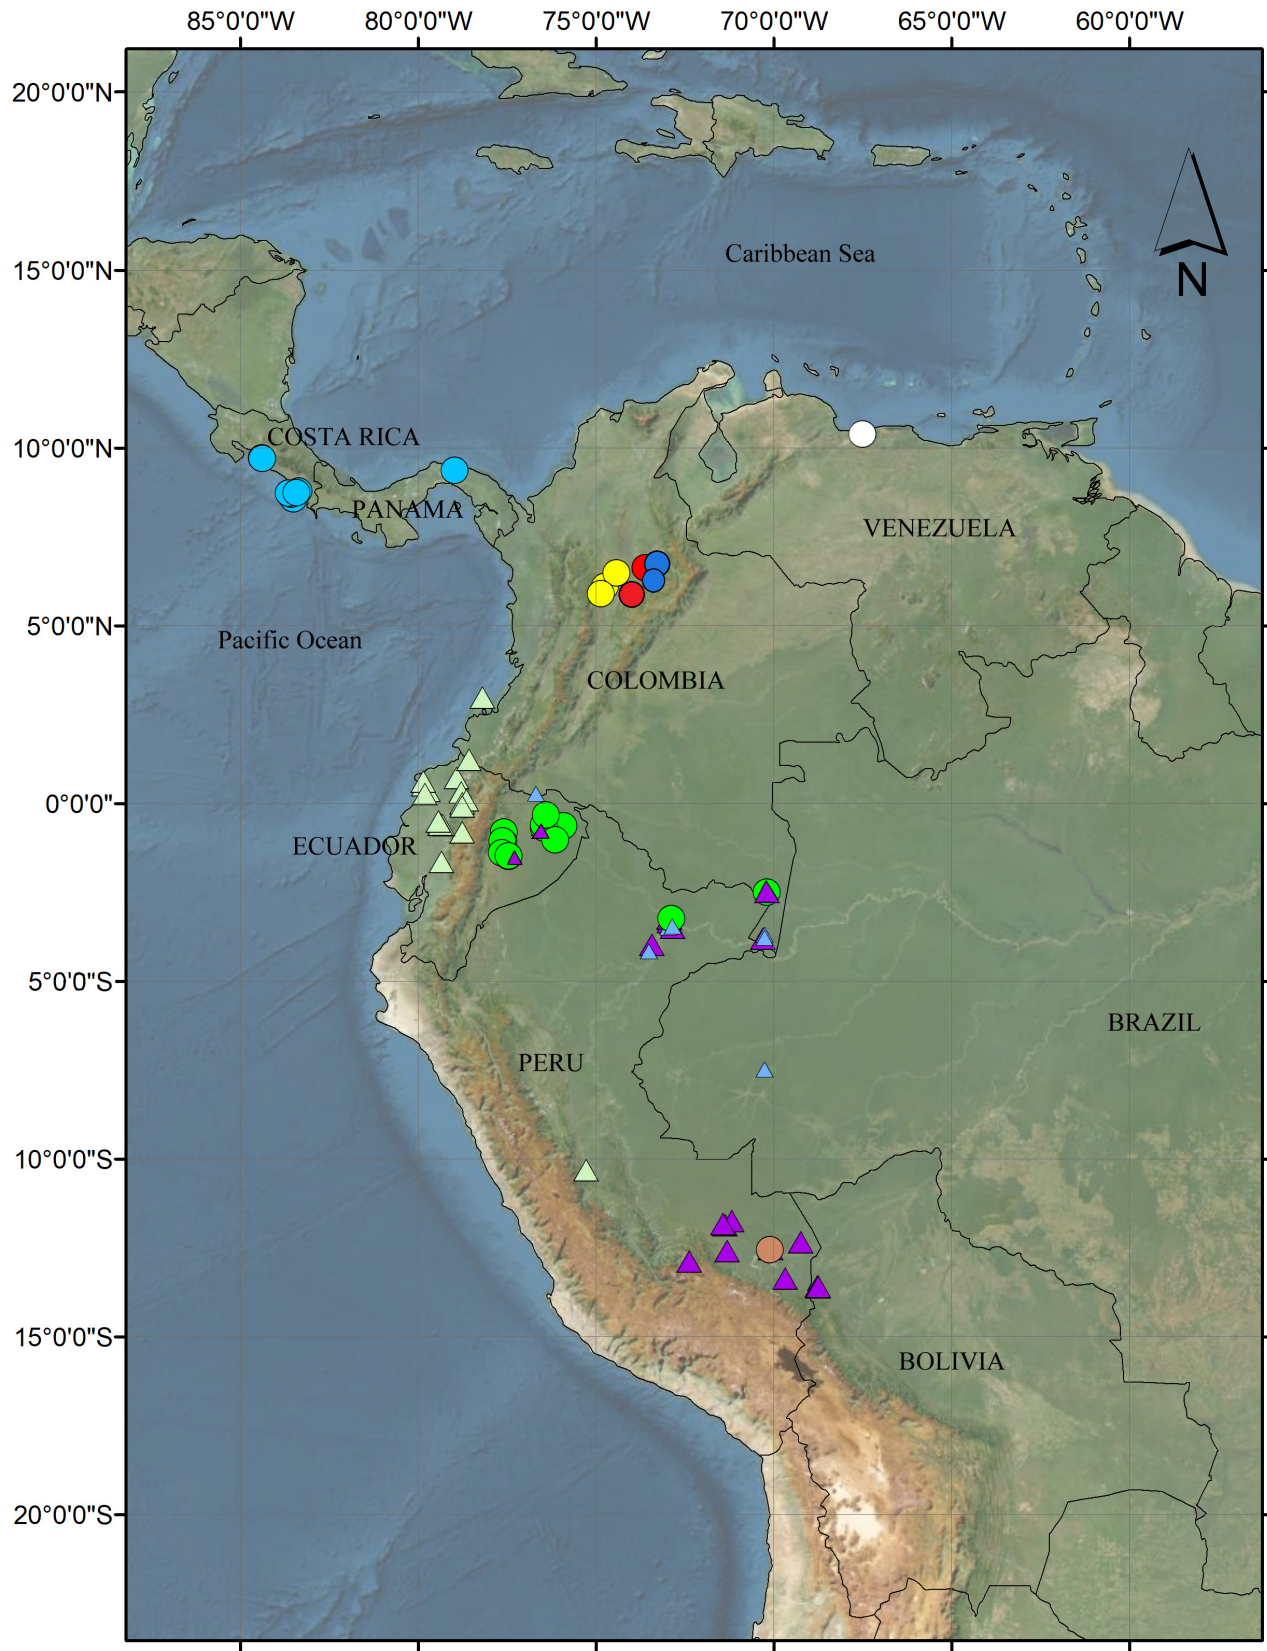 85°0'0"W 80°0'0"W 75°0'0"W 70°0'0"W 65°0'0"W 60°0'0"W
20°0'0"N
N
Caribbean Sea
15°0'0"N
COSTA RICA
10°0'0"N
PANAMA
VENEZUELA
5°0'0"N
Pacific Ocean
COLOMBIA
0°0'0"
ECUADOR
5°0'0"S
BRAZIL
PERU
10°0'0"S
15°0'0"S
BOLIVIA
20°0'0"S